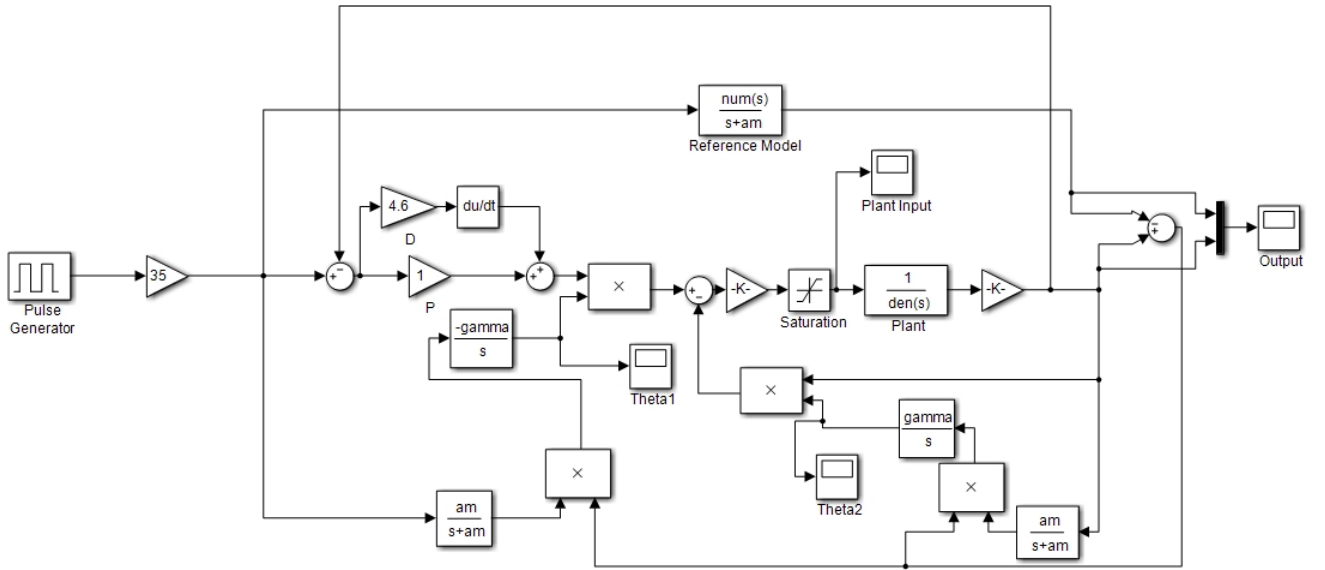 num(s)
s+am
Reference Model
4.6
du/dt
D
Plant Input
Pulse
Generator
35
1
P
×
-K-
Saturation
1
den(s)
Plant
-K-
Output
-gamma
s
Theta1
×
gamma
s
Theta2
×
×
am
s+am
am
s+am